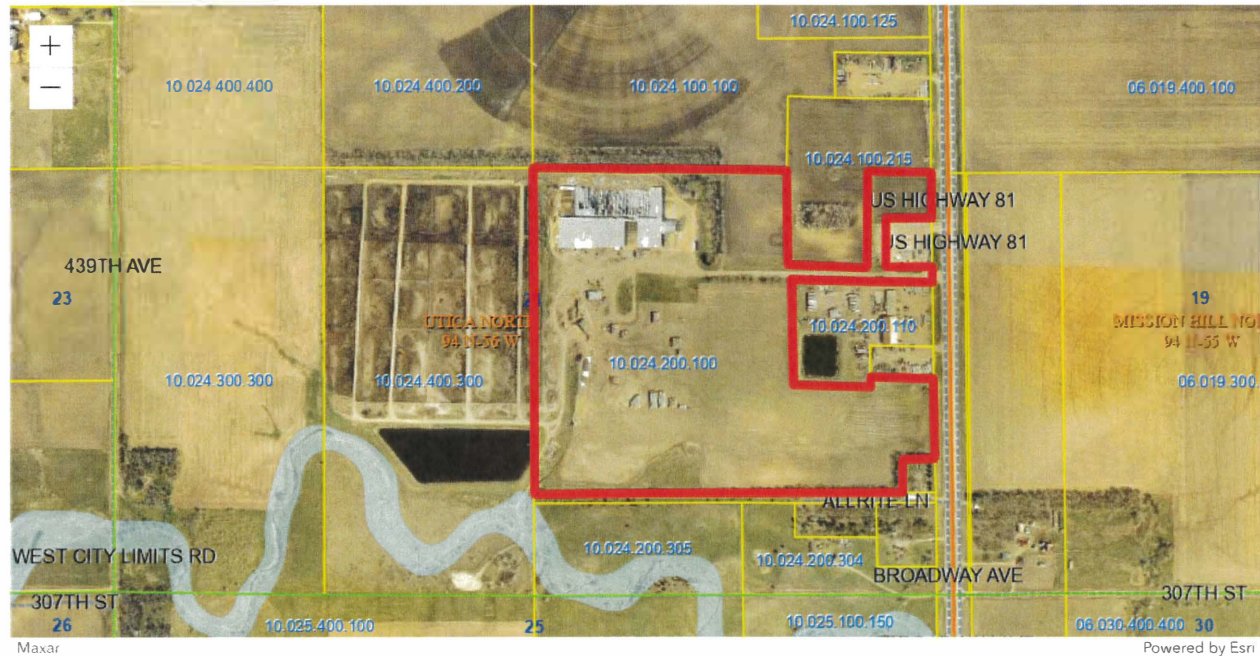 10.024.100.125
+
−
10 024 400 400
10 024.400.200
10 024.100.100
06.019.400.100
10.024.100.215
US HIGHWAY 81
US HIGHWAY 81
439TH AVE
23
19
UTICA NORTH
94 N-56 W
10.024.200.110
MISSION HILL NO
94 N-55 W
10.024.200.100
10.024.300.300
10.024.400.300
06.019 300.
ALLRITE LN
WEST CITY LIMITS RD
10.024.200.305
10.024.200.304
BROADWAY AVE
307TH ST
307TH ST
26
10.025.400.100
25
10.025.100.150
06.030.400.400 30
Maxar
Powered by Esri